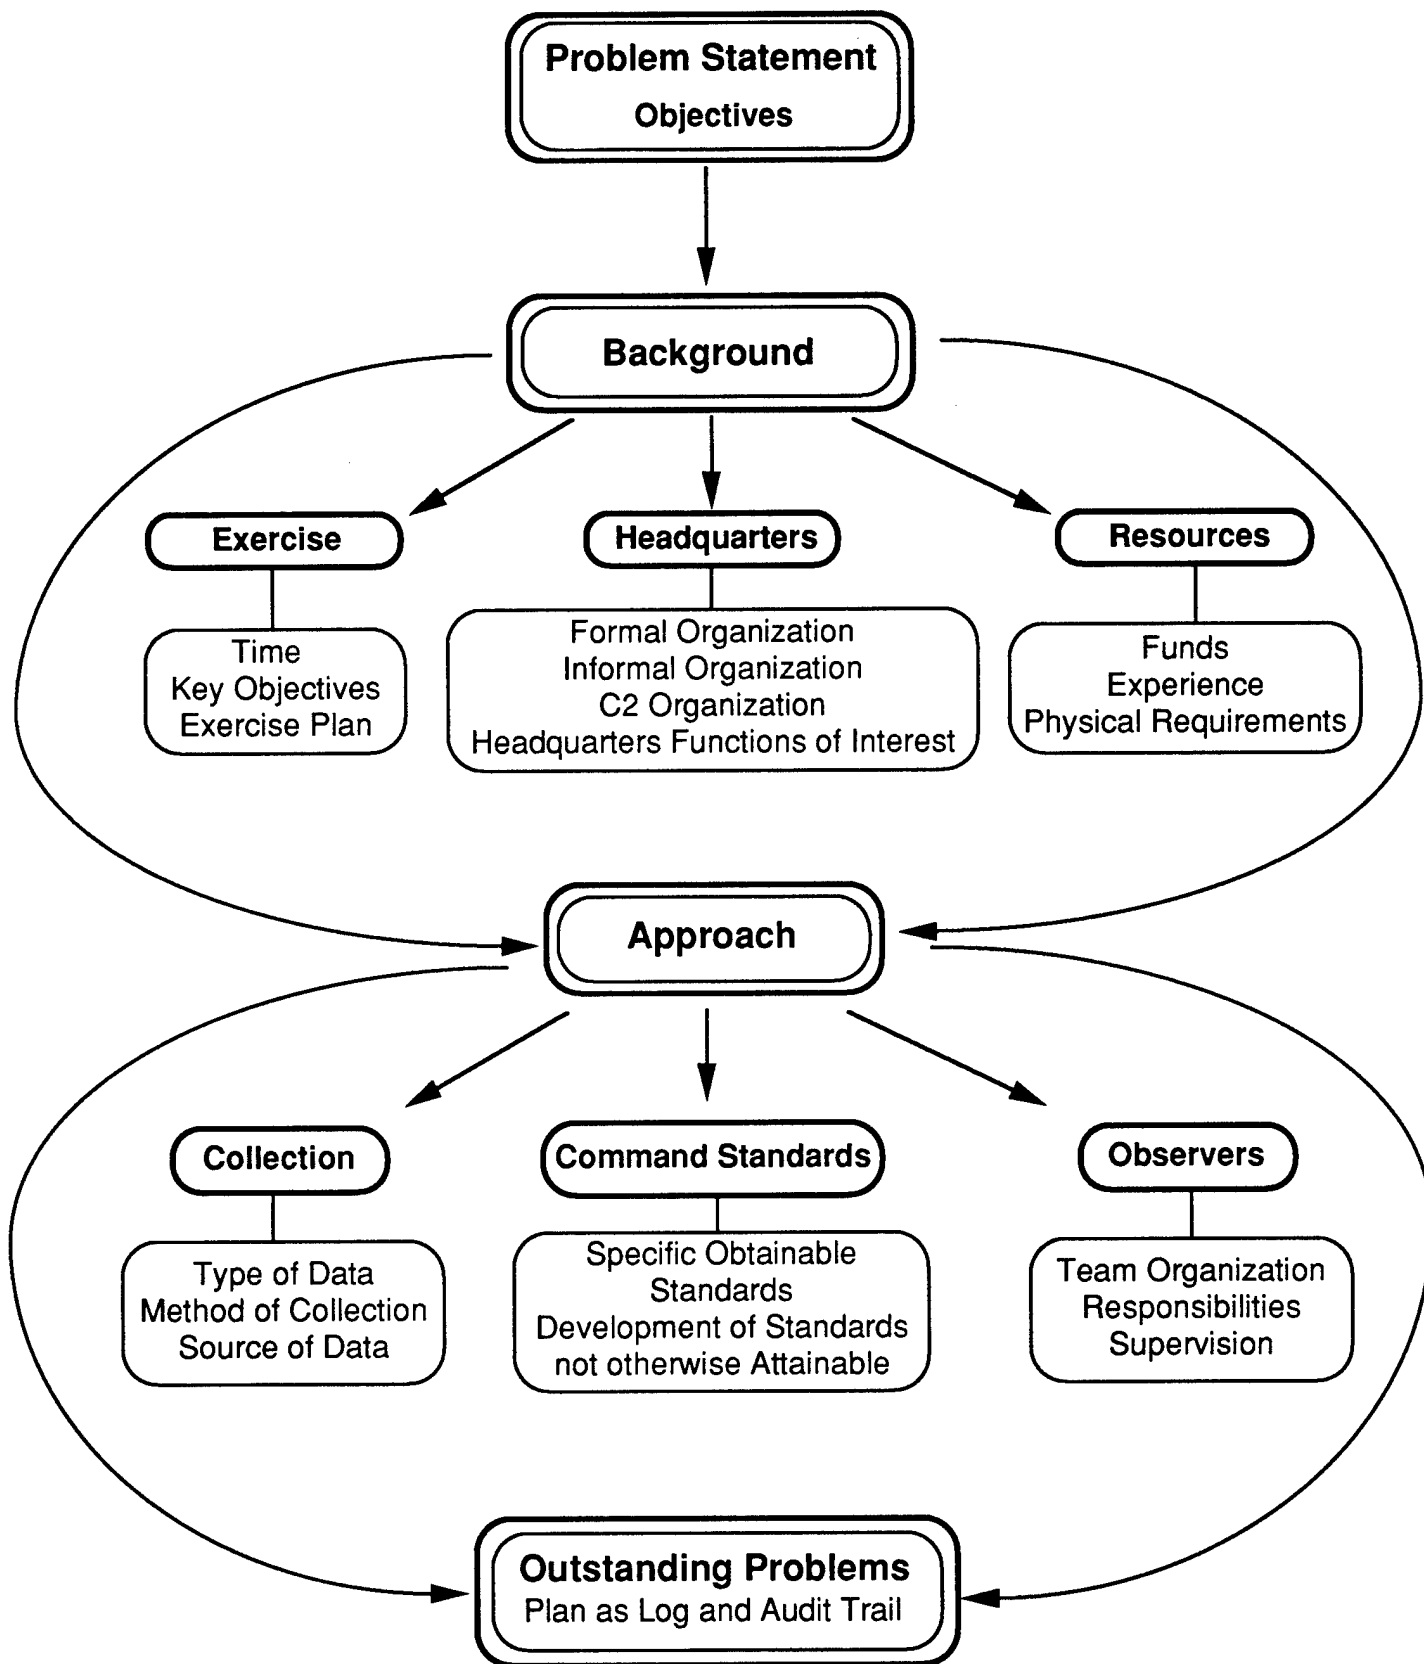 Problem Statement
Objectives
Background
Exercise
Headquarters
Resources
Time
Key Objectives
Exercise Plan
Formal Organization
Informal Organization
C2 Organization
Headquarters Functions of Interest
Funds
Experience
Physical Requirements
Approach
Collection
Command Standards
Observers
Type of Data
Method of Collection
Source of Data
Specific Obtainable
Standards
Development of Standards
not otherwise Attainable
Team Organization
Responsibilities
Supervision
Outstanding Problems
Plan as Log and Audit Trail